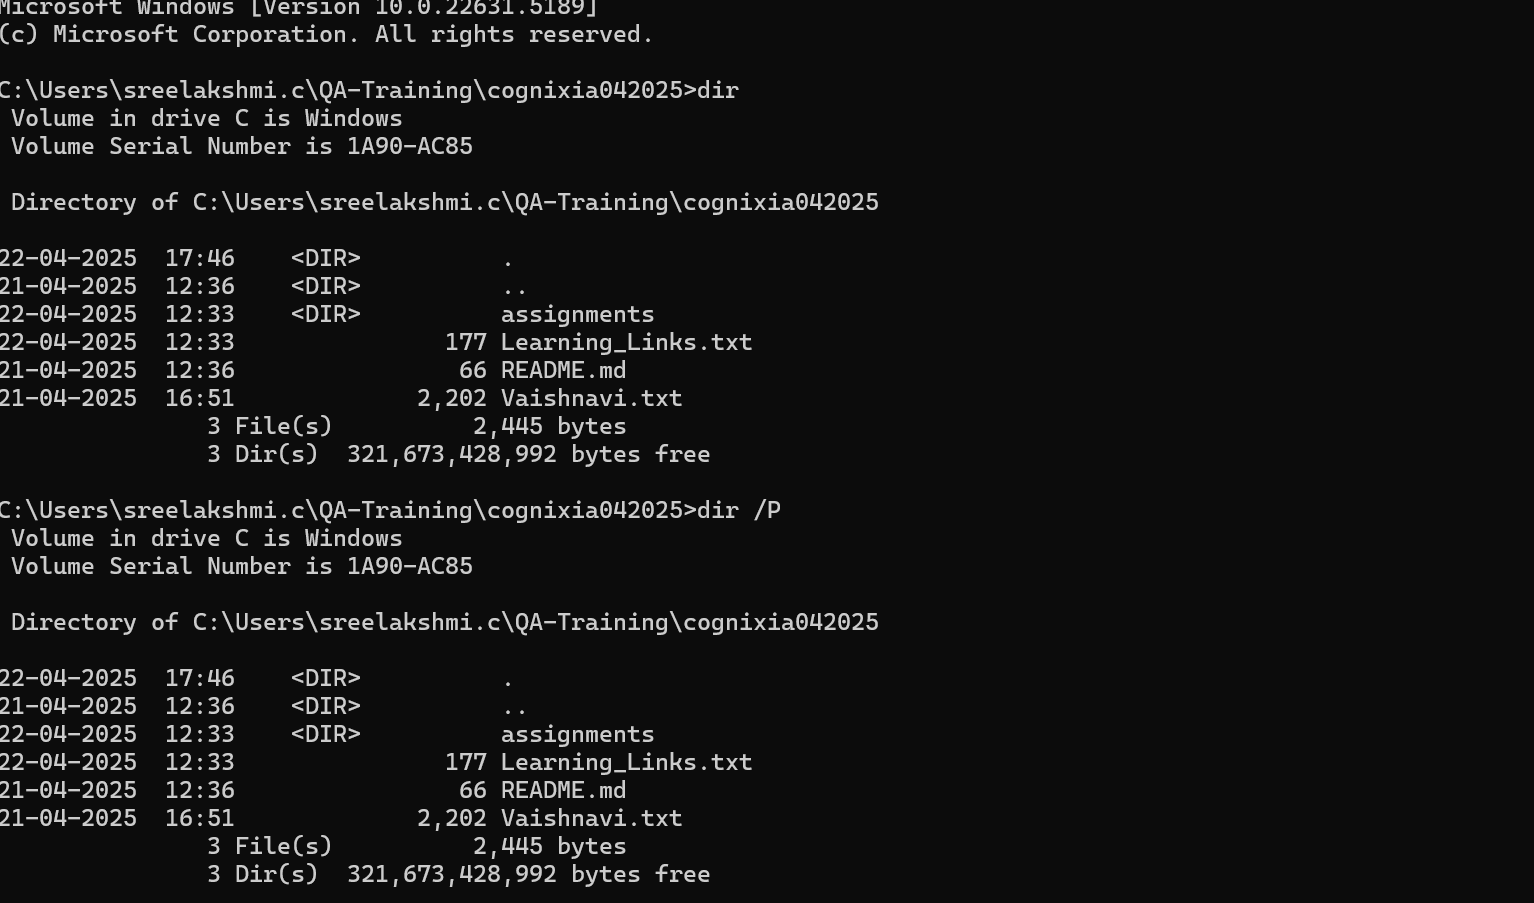 Microsoft Windows [Version 10.0.22631.5189]
(c) Microsoft Corporation. All rights reserved.

C:\Users\sreelakshmi.c\QA-Training\cognixia042025>dir
 Volume in drive C is Windows
 Volume Serial Number is 1A90-AC85

 Directory of C:\Users\sreelakshmi.c\QA-Training\cognixia042025

22-04-2025  17:46    <DIR>          .
21-04-2025  12:36    <DIR>          ..
22-04-2025  12:33    <DIR>          assignments
22-04-2025  12:33               177 Learning_Links.txt
21-04-2025  12:36                66 README.md
21-04-2025  16:51             2,202 Vaishnavi.txt
               3 File(s)          2,445 bytes
               3 Dir(s)  321,673,428,992 bytes free

C:\Users\sreelakshmi.c\QA-Training\cognixia042025>dir /P
 Volume in drive C is Windows
 Volume Serial Number is 1A90-AC85

 Directory of C:\Users\sreelakshmi.c\QA-Training\cognixia042025

22-04-2025  17:46    <DIR>          .
21-04-2025  12:36    <DIR>          ..
22-04-2025  12:33    <DIR>          assignments
22-04-2025  12:33               177 Learning_Links.txt
21-04-2025  12:36                66 README.md
21-04-2025  16:51             2,202 Vaishnavi.txt
               3 File(s)          2,445 bytes
               3 Dir(s)  321,673,428,992 bytes free